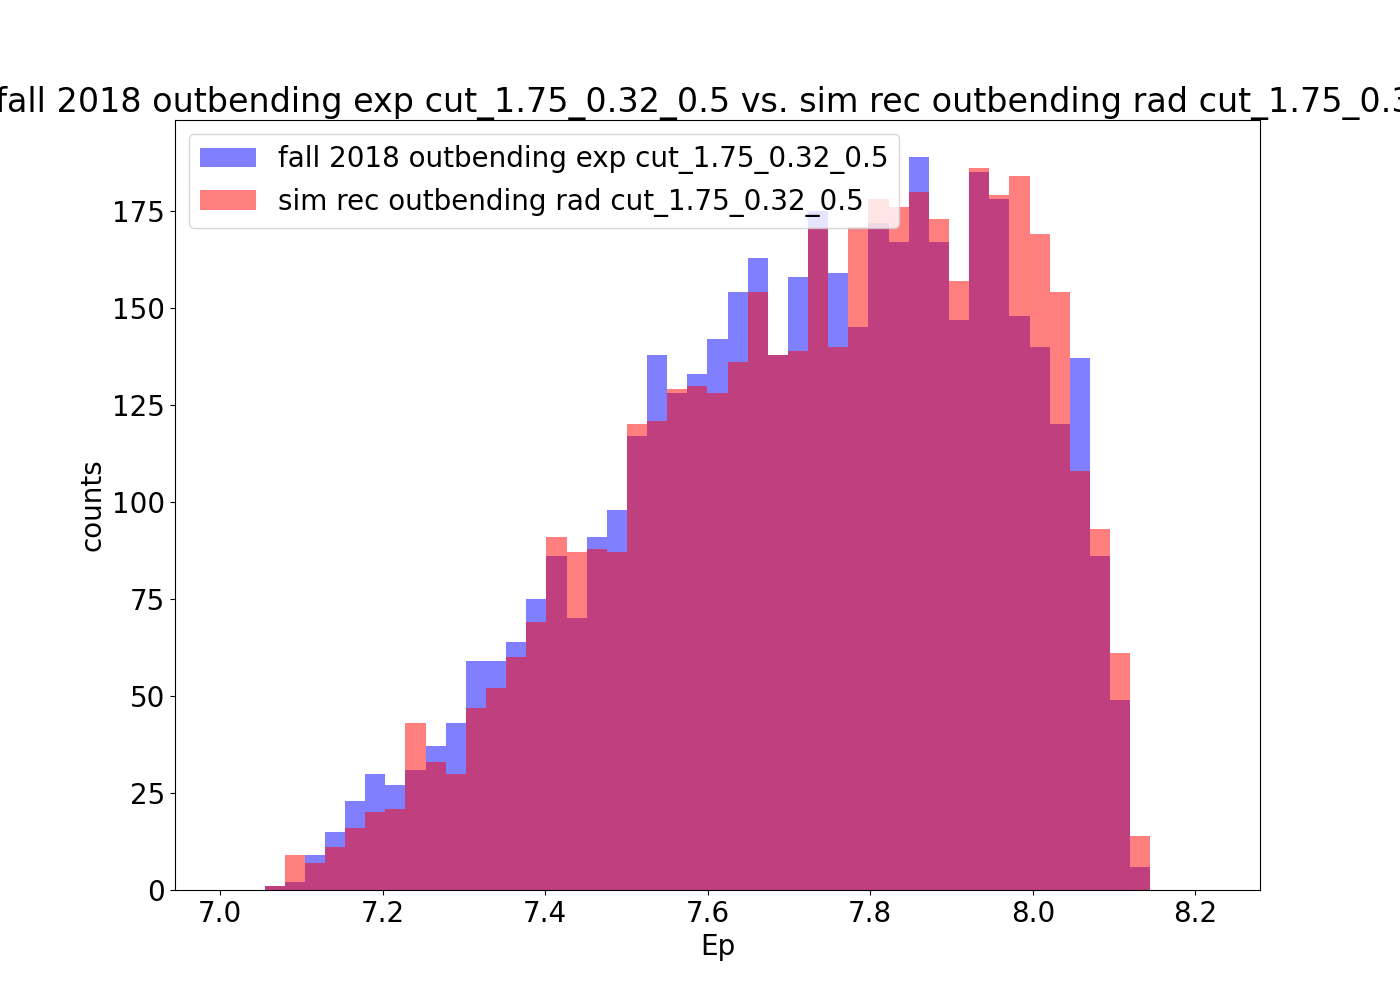 fall 2018 outbending exp cut_1.75_0.32_0.5 vs. sim rec outbending rad cut_1.75_0.3
fall 2018 outbending exp cut_1.75_0.32_0.5
sim rec outbending rad cut_1.75_0.32_0.5
175
150
125
100
75
50
25
0
counts
7.0 7.2 7.4 7.6 7.8 8.0 8.2
Ep